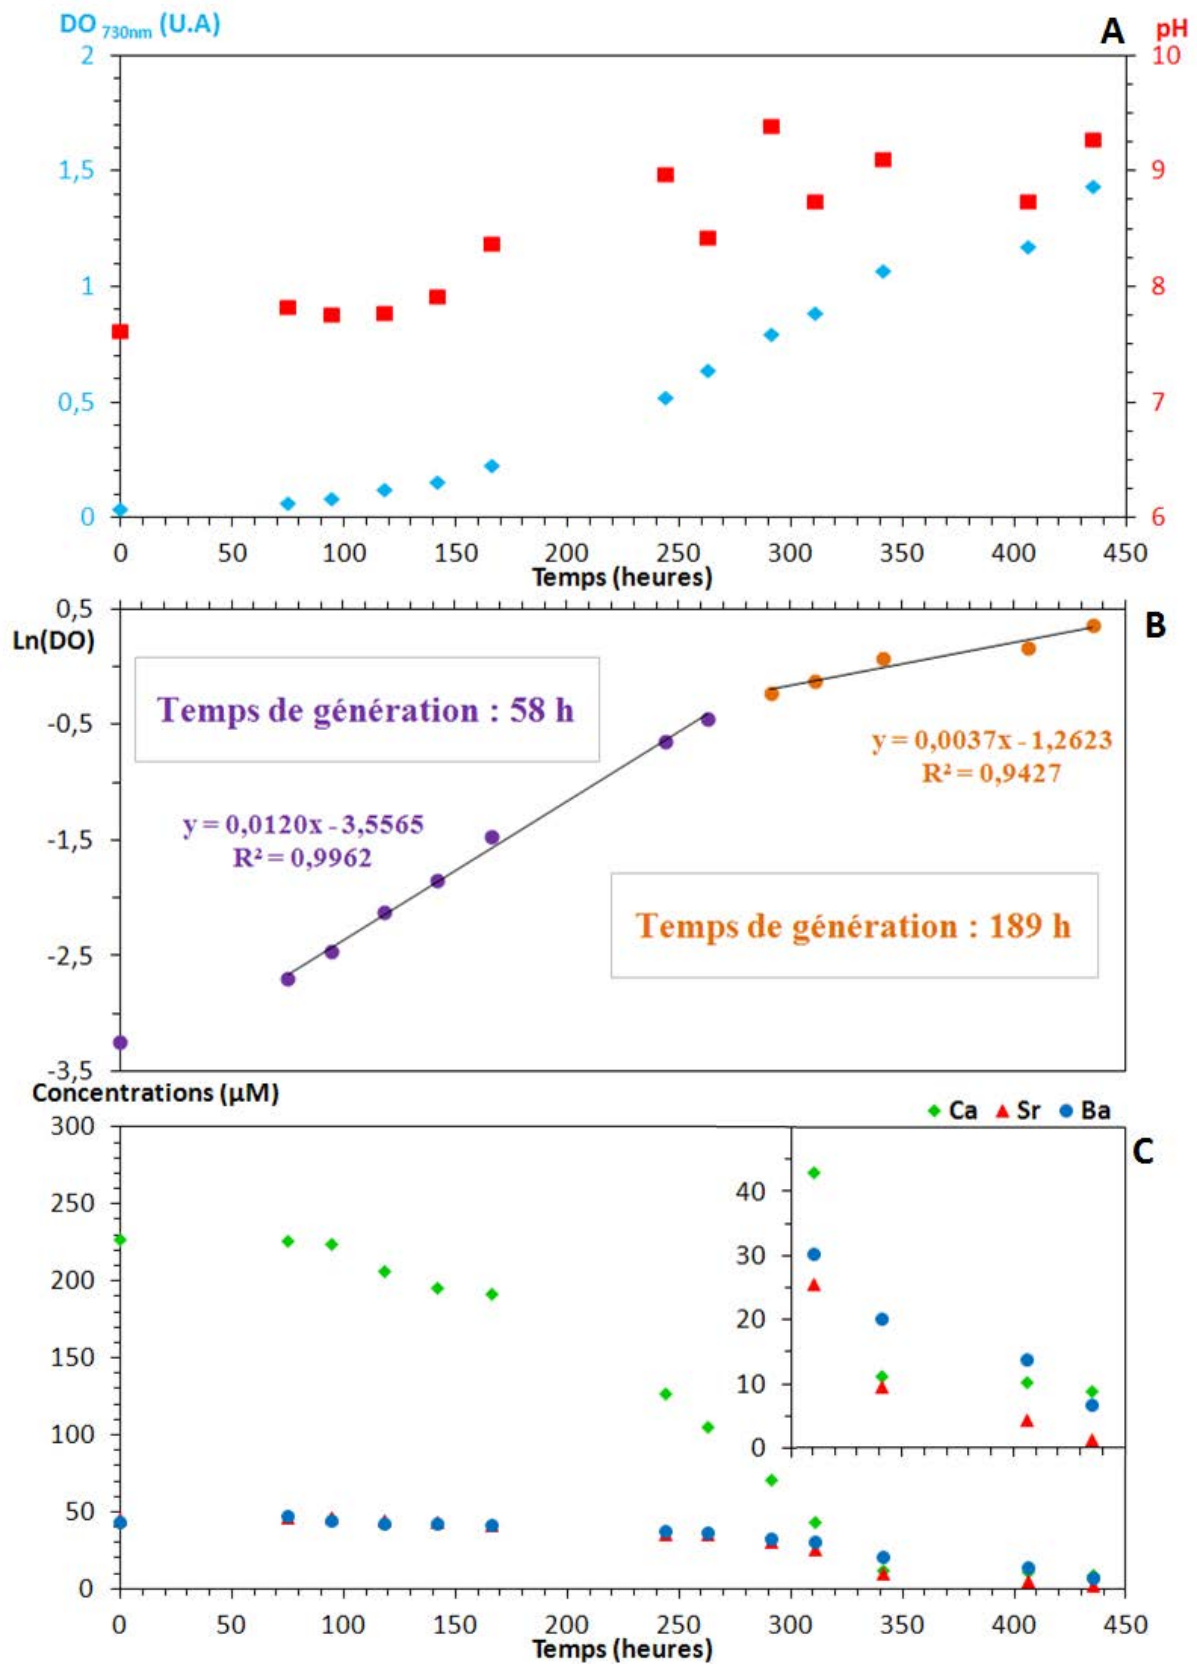 DO 730nm (U.A)
A
pH
2
10
1,5
9
1
8
0,5
7
0
6
0 50 100 150 200 250 300 350 400 450
Temps (heures)
0,5
Ln(DO)
B
Temps de génération : 58 h
-0,5
y = 0,0037x - 1,2623
R² = 0,9427
y = 0,0120x - 3,5565
R² = 0,9962
-1,5
Temps de génération : 189 h
-2,5
-3,5
Concentrations (µM)
Ca Sr Ba
C
300
250
200
150
100
50
0
40
30
20
10
0
0 50 100 150 200 250 300 350 400 450
Temps (heures)